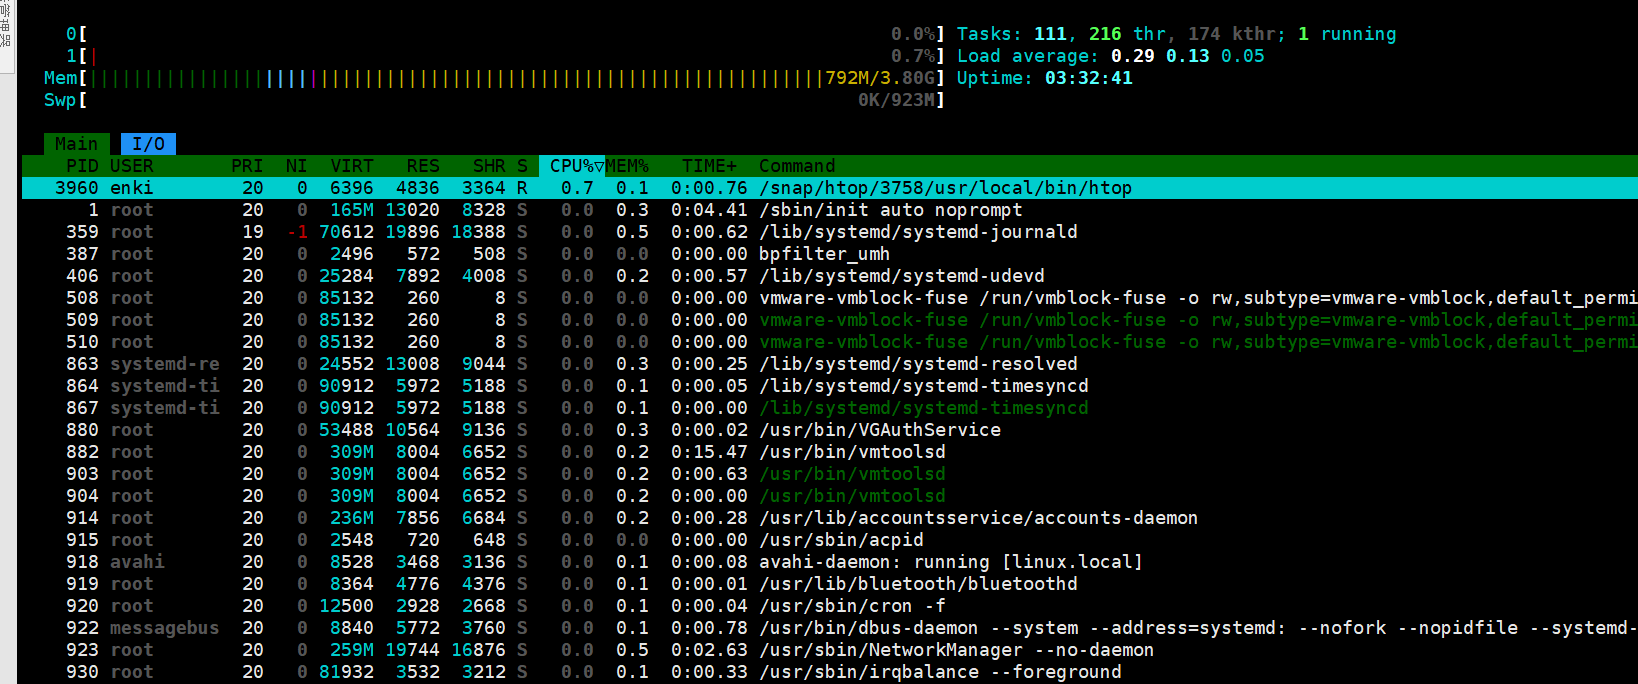 管理器
0[ 0.0%] Tasks: 111, 216 thr, 174 kthr; 1 running
1[| 0.7%] Load average: 0.29 0.13 0.05
Mem[|||||||||||||||||||||||||||||||||||||||||||||||||||||||||||||||||||792M/3.80G] Uptime: 03:32:41
Swp[ 0K/923M]
Main I/O
PID USER PRI NI VIRT RES SHR S CPU%▽MEM% TIME+ Command
3960 enki 20 0 6396 4836 3364 R 0.7 0.1 0:00.76 /snap/htop/3758/usr/local/bin/htop
1 root 20 0 165M 13020 8328 S 0.0 0.3 0:04.41 /sbin/init auto noprompt
359 root 19 -1 70612 19896 18388 S 0.0 0.5 0:00.62 /lib/systemd/systemd-journald
387 root 20 0 2496 572 508 S 0.0 0.0 0:00.00 bpfilter_umh
406 root 20 0 25284 7892 4008 S 0.0 0.2 0:00.57 /lib/systemd/systemd-udevd
508 root 20 0 85132 260 8 S 0.0 0.0 0:00.00 vmware-vmblock-fuse /run/vmblock-fuse -o rw,subtype=vmware-vmblock,default_permi
509 root 20 0 85132 260 8 S 0.0 0.0 0:00.00 vmware-vmblock-fuse /run/vmblock-fuse -o rw,subtype=vmware-vmblock,default_permi
510 root 20 0 85132 260 8 S 0.0 0.0 0:00.00 vmware-vmblock-fuse /run/vmblock-fuse -o rw,subtype=vmware-vmblock,default_permi
863 systemd-re 20 0 24552 13008 9044 S 0.0 0.3 0:00.25 /lib/systemd/systemd-resolved
864 systemd-ti 20 0 90912 5972 5188 S 0.0 0.1 0:00.05 /lib/systemd/systemd-timesyncd
867 systemd-ti 20 0 90912 5972 5188 S 0.0 0.1 0:00.00 /lib/systemd/systemd-timesyncd
880 root 20 0 53488 10564 9136 S 0.0 0.3 0:00.02 /usr/bin/VGAuthService
882 root 20 0 309M 8004 6652 S 0.0 0.2 0:15.47 /usr/bin/vmtoolsd
903 root 20 0 309M 8004 6652 S 0.0 0.2 0:00.63 /usr/bin/vmtoolsd
904 root 20 0 309M 8004 6652 S 0.0 0.2 0:00.00 /usr/bin/vmtoolsd
914 root 20 0 236M 7856 6684 S 0.0 0.2 0:00.28 /usr/lib/accountsservice/accounts-daemon
915 root 20 0 2548 720 648 S 0.0 0.0 0:00.00 /usr/sbin/acpid
918 avahi 20 0 8528 3468 3136 S 0.0 0.1 0:00.08 avahi-daemon: running [linux.local]
919 root 20 0 8364 4776 4376 S 0.0 0.1 0:00.01 /usr/lib/bluetooth/bluetoothd
920 root 20 0 12500 2928 2668 S 0.0 0.1 0:00.04 /usr/sbin/cron -f
922 messagebus 20 0 8840 5772 3760 S 0.0 0.1 0:00.78 /usr/bin/dbus-daemon --system --address=systemd: --nofork --nopidfile --systemd-
923 root 20 0 259M 19744 16876 S 0.0 0.5 0:02.63 /usr/sbin/NetworkManager --no-daemon
930 root 20 0 81932 3532 3212 S 0.0 0.1 0:00.33 /usr/sbin/irqbalance --foreground